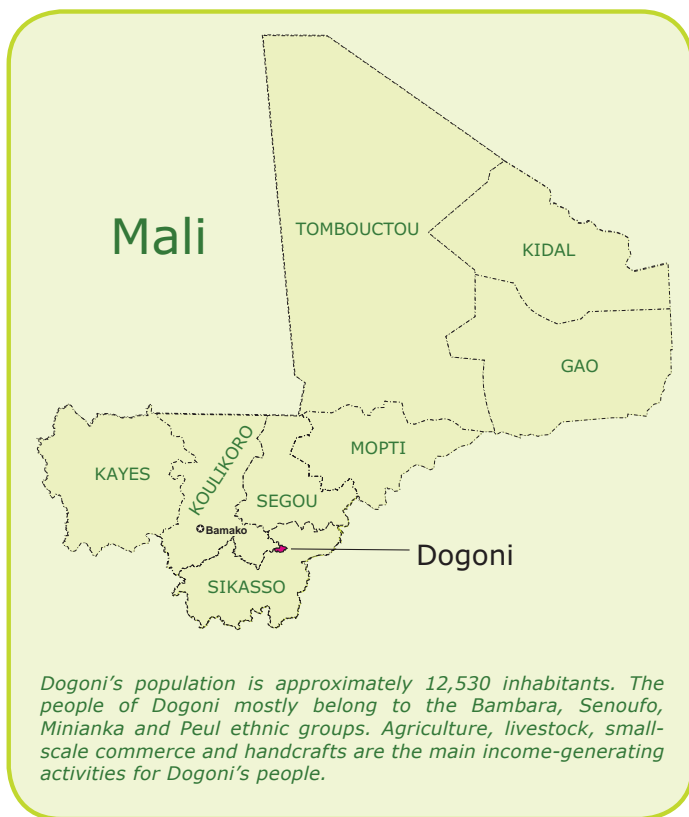 Mali
TOMBOUCTOU
KIDAL
GAO
MOPTI
KOULIKORO
KAYES
SEGOU
Bamako
Dogoni
SIKASSO
Dogoni’s population is approximately 12,530 inhabitants. The
people of Dogoni mostly belong to the Bambara, Senoufo,
Minianka and Peul ethnic groups. Agriculture, livestock, small-
scale commerce and handcrafts are the main income-generating
activities for Dogoni’s people.